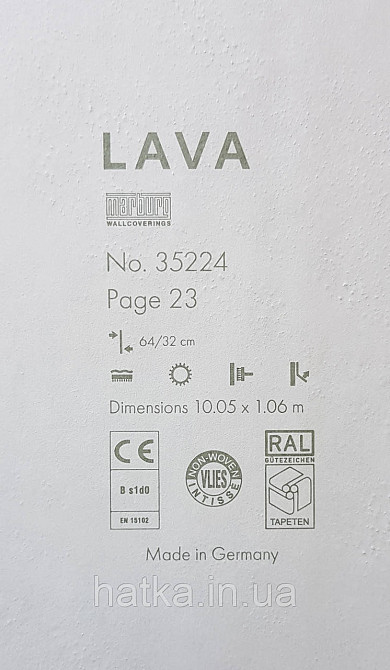 LAVA
marburg
WALLCOVERINGS
No. 35224
Page 23
64/32 cm
Dimensions 10.05 x 1.06 m
CE
B s1d0
EN 15102
NON-WOVEN
VLIES
INTISSÉ
RAL
GÜTEZEICHEN
TAPETEN
Made in Germany
hatka.in.ua